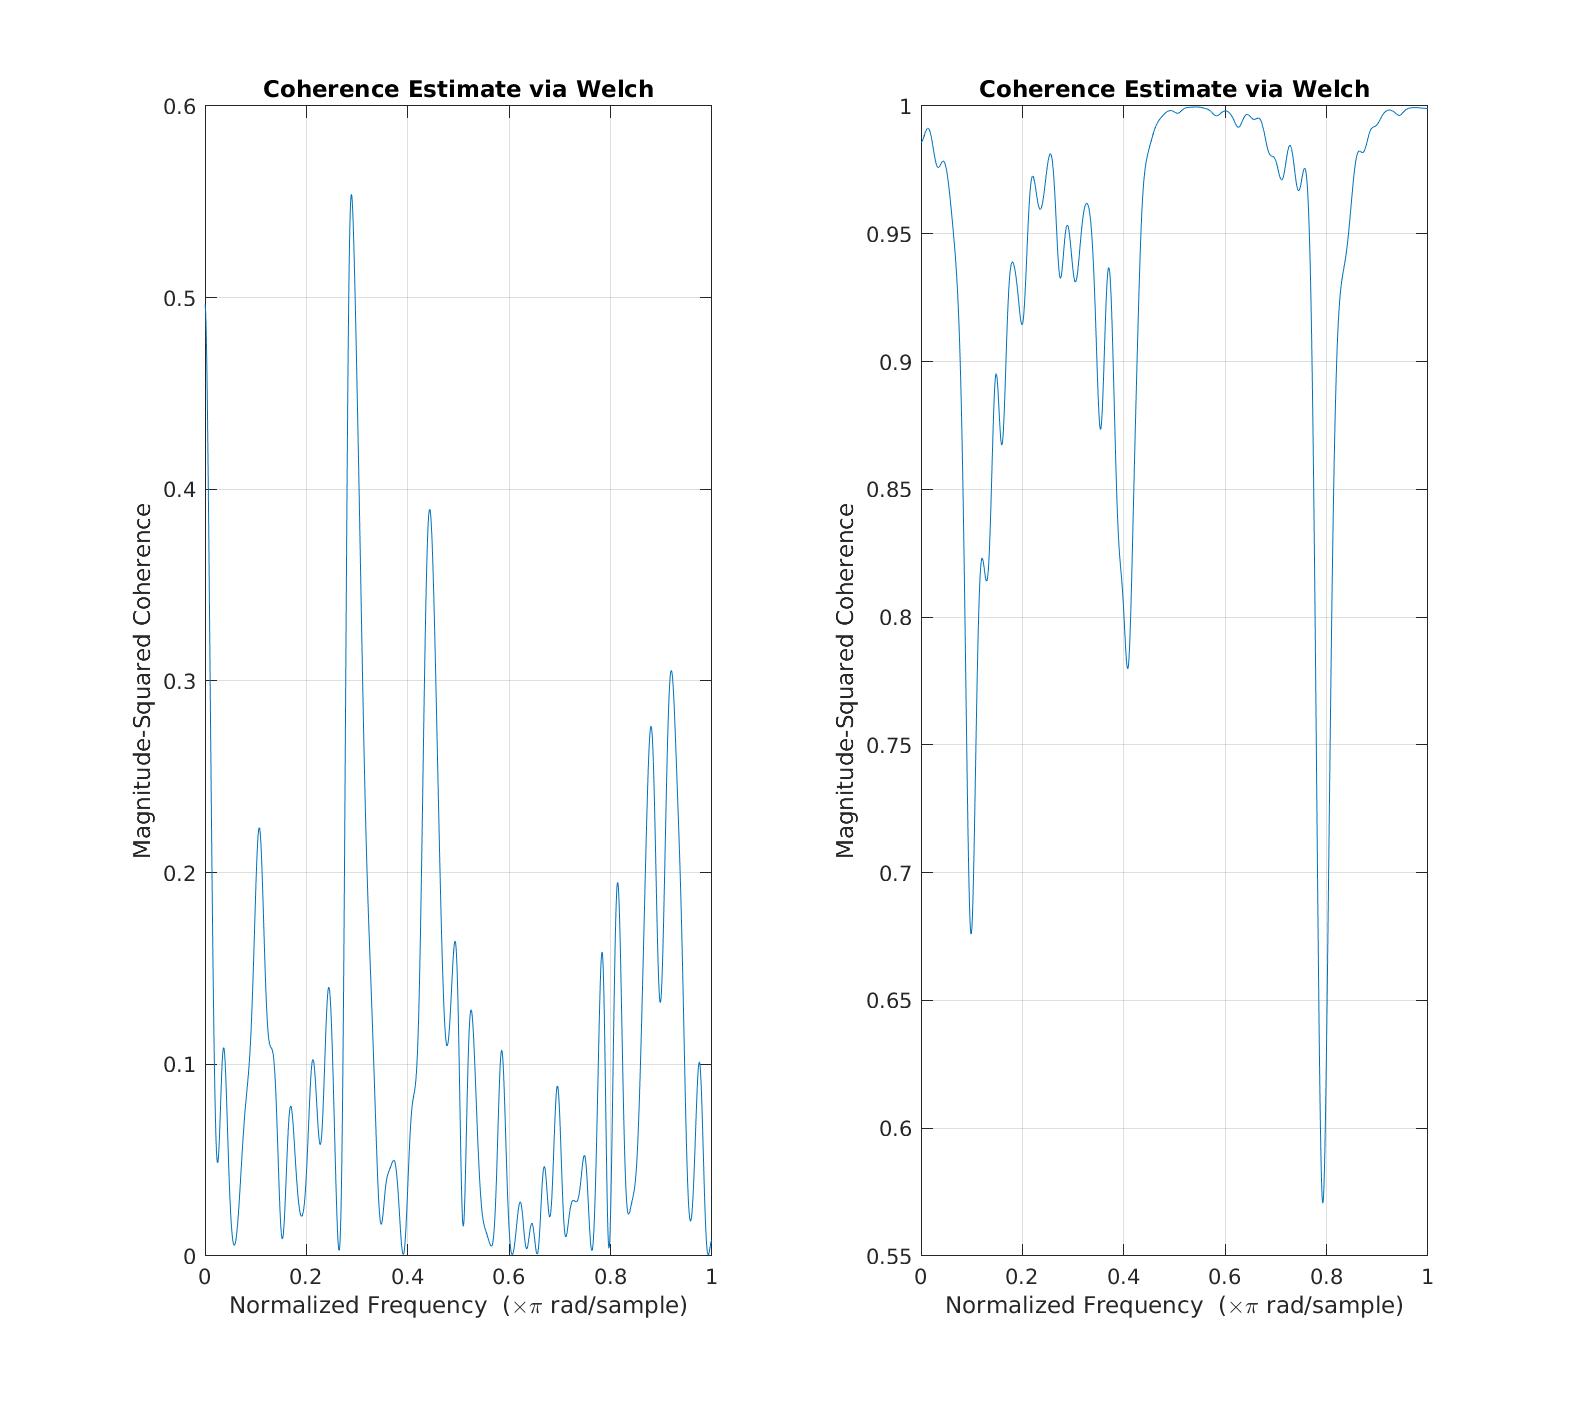 Coherence Estimate via Welch
0.6
0.5
0.4
0.3
0.2
0.1
0
Magnitude-Squared Coherence
0 0.2 0.4 0.6 0.8 1
Normalized Frequency (×π rad/sample)
Coherence Estimate via Welch
1
0.95
0.9
0.85
0.8
0.75
0.7
0.65
0.6
0.55
Magnitude-Squared Coherence
0 0.2 0.4 0.6 0.8 1
Normalized Frequency (×π rad/sample)